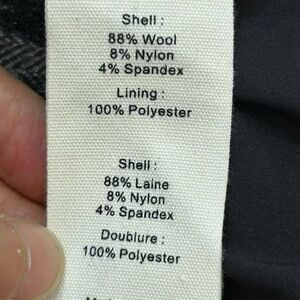 Shell :
88% Wool
8% Nylon
4% Spandex
Lining :
100% Polyester
Shell :
88% Laine
8% Nylon
4% Spandex
Doublure :
100% Polyester